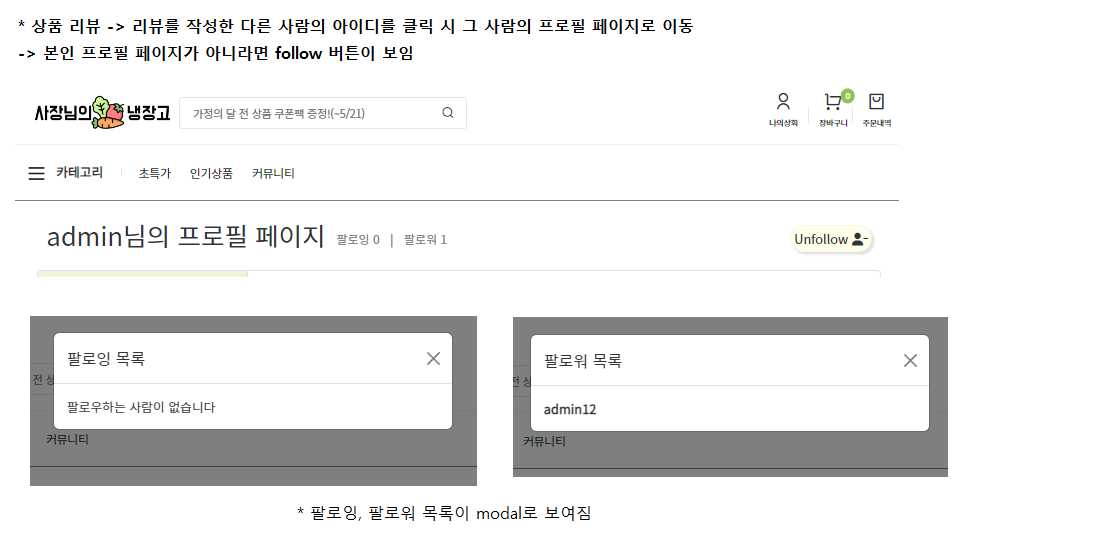 * 상품 리뷰 -> 리뷰를 작성한 다른 사람의 아이디를 클릭 시 그 사람의 프로필 페이지로 이동
-> 본인 프로필 페이지가 아니라면 follow 버튼이 보임
사장님의 냉장고
가정의 달 전 상품 쿠폰팩 증정!(~5/21)
0
나의상회 장바구니 주문내역
카테고리 초특가 인기상품 커뮤니티
admin님의 프로필 페이지 팔로잉 0 | 팔로워 1
Unfollow
팔로잉 목록
전 상
팔로우하는 사람이 없습니다
커뮤니티
팔로워 목록
전 상
admin12
커뮤니티
* 팔로잉, 팔로워 목록이 modal로 보여짐